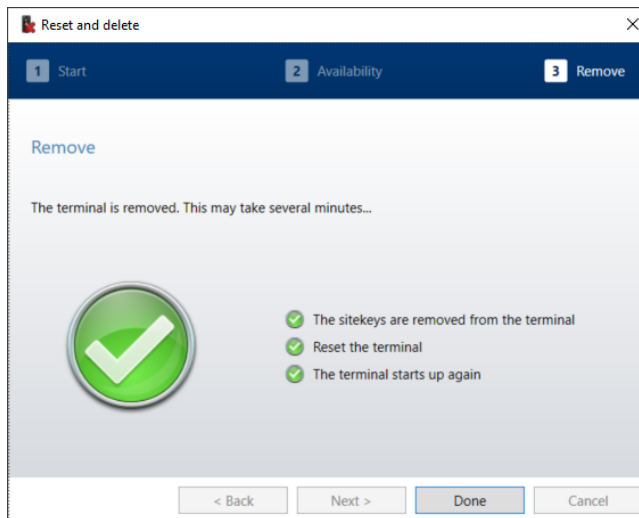 Reset and delete
1 Start
2 Availability
3 Remove
Remove
The terminal is removed. This may take several minutes...
The sitekeys are removed from the terminal
Reset the terminal
The terminal starts up again
< Back
Next >
Done
Cancel